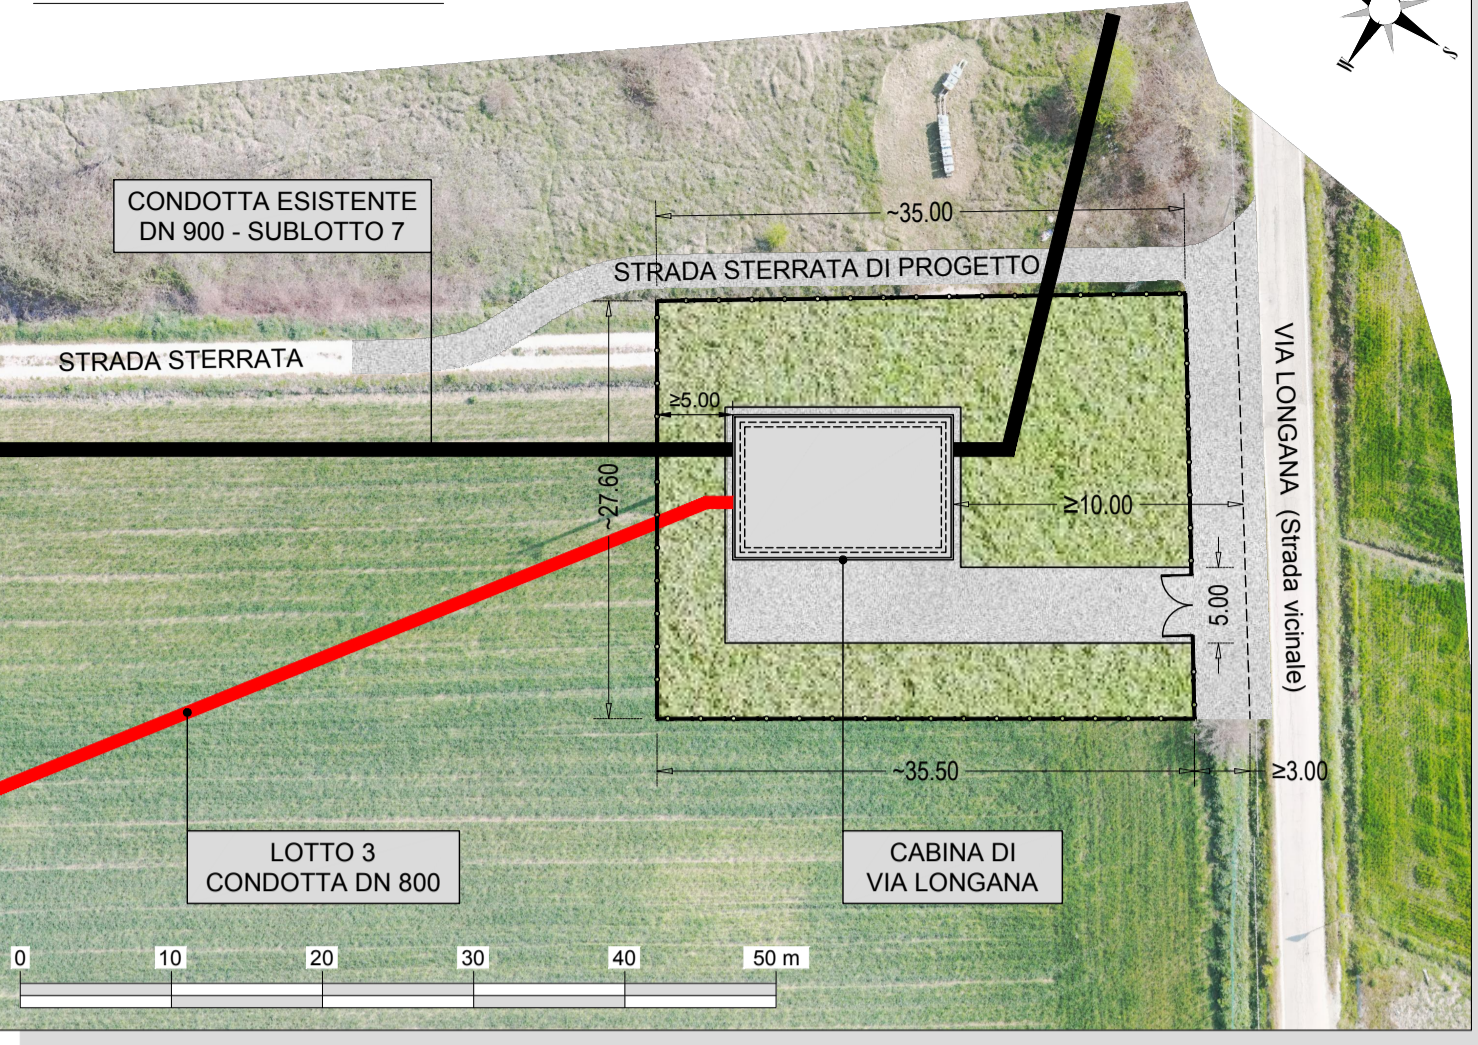 S
CONDOTTA ESISTENTE
DN 900 - SUBLOTTO 7
~35.00
STRADA STERRATA DI PROGETTO
STRADA STERRATA
VIA LONGANA (Strada vicinale)
≥5.00
~27.60
≥10.00
5.00
~35.50
≥3.00
LOTTO 3
CONDOTTA DN 800
CABINA DI
VIA LONGANA
0 10 20 30 40 50 m